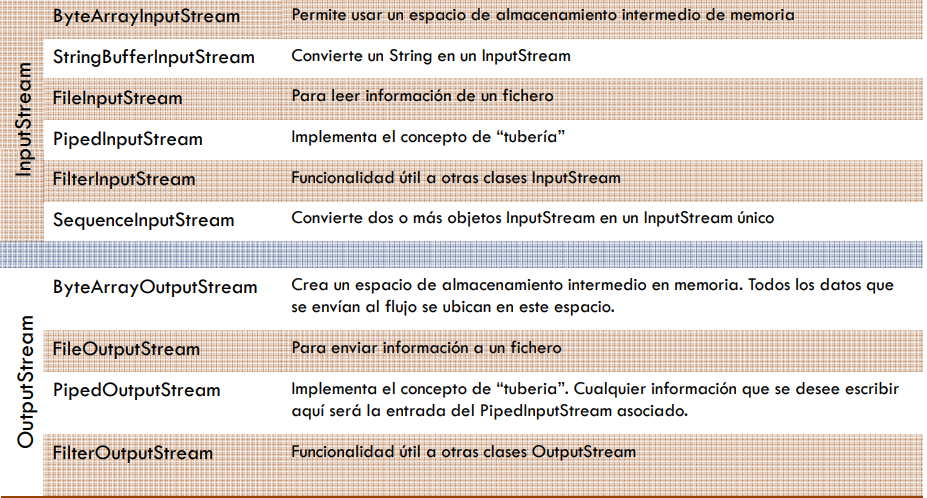 InputStream
ByteArrayInputStream Permite usar un espacio de almacenamiento intermedio de memoria
StringBufferInputStream Convierte un String en un InputStream
FileInputStream Para leer información de un fichero
PipedInputStream Implementa el concepto de “tubería”
FilterInputStream Funcionalidad útil a otras clases InputStream
SequenceInputStream Convierte dos o más objetos InputStream en un InputStream único
OutputStream
ByteArrayOutputStream Crea un espacio de almacenamiento intermedio en memoria. Todos los datos que
se envían al flujo se ubican en este espacio.
FileOutputStream Para enviar información a un fichero
PipedOutputStream Implementa el concepto de “tuberia”. Cualquier información que se desee escribir
aquí será la entrada del PipedInputStream asociado.
FilterOutputStream Funcionalidad útil a otras clases OutputStream